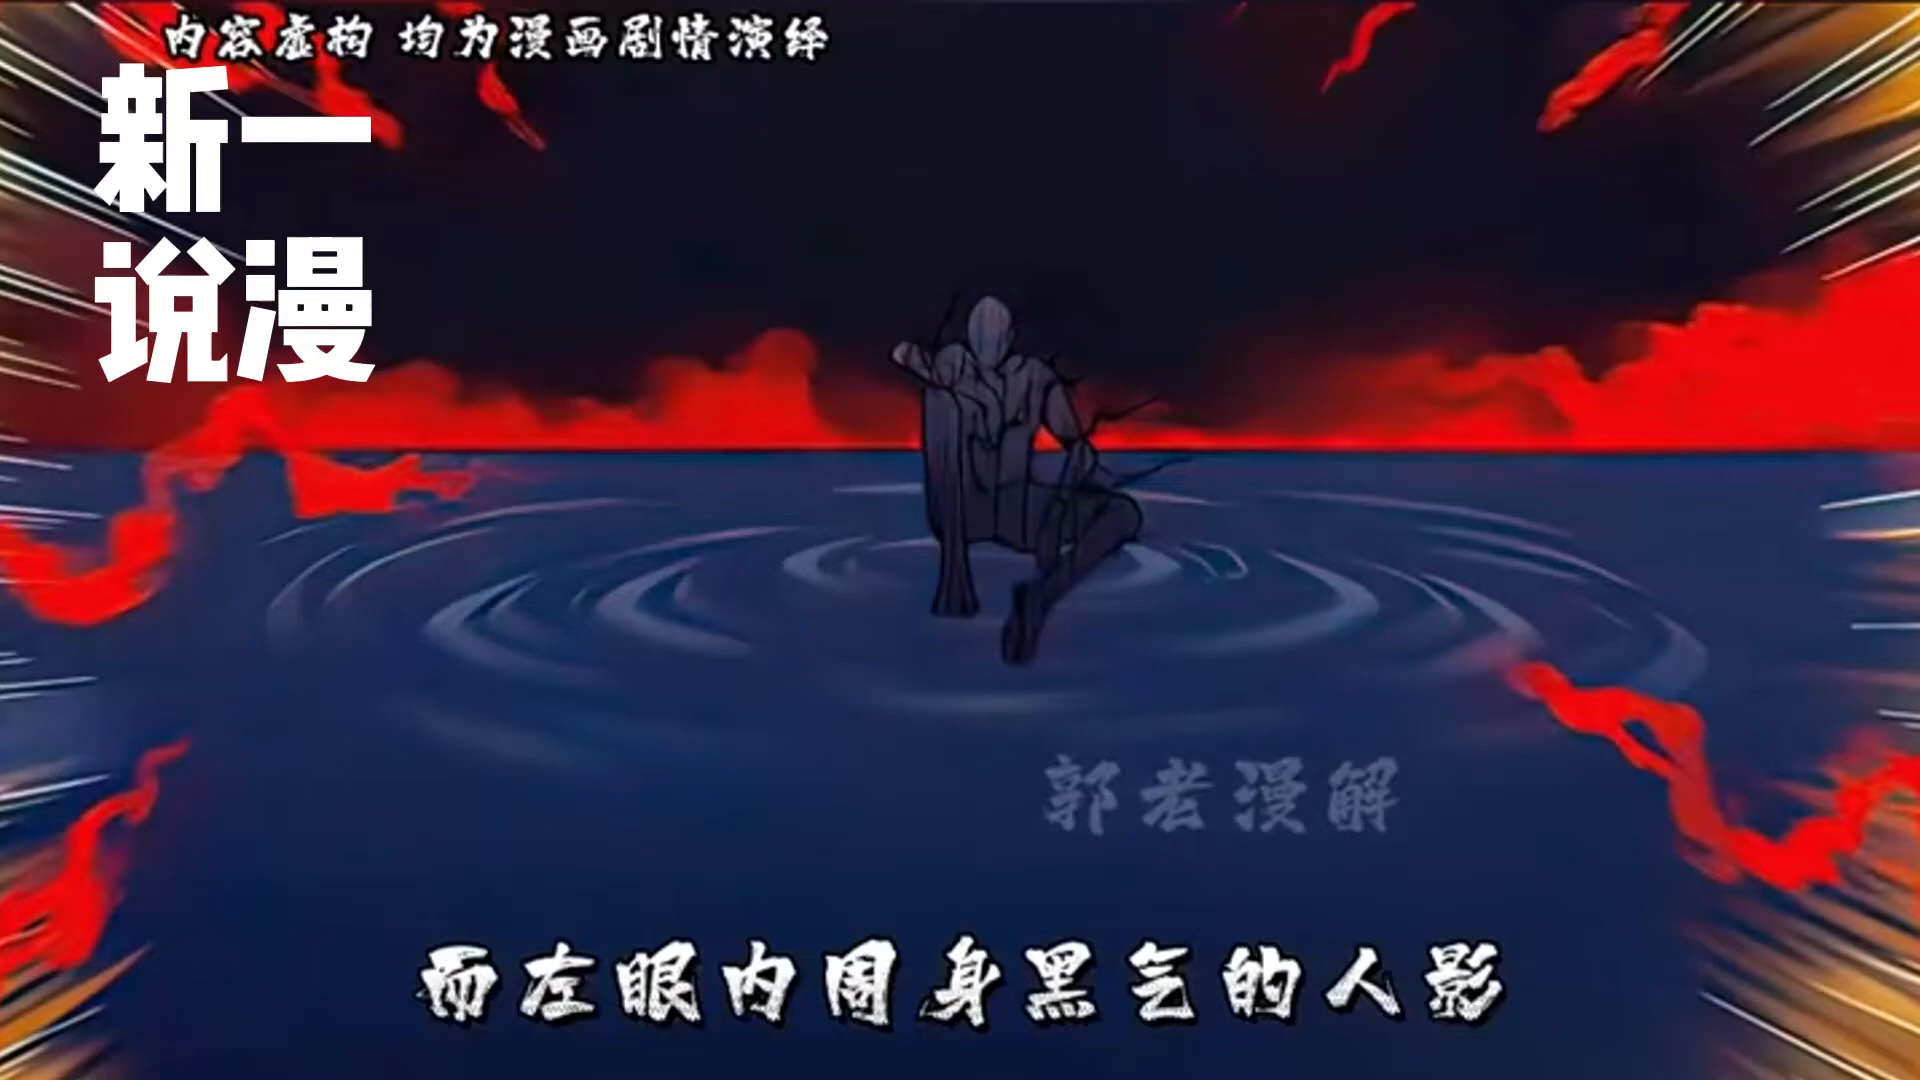 内容虚构 均为漫画剧情演绎
新一
说漫
郭老漫解
而左眼内周身黑气的人影